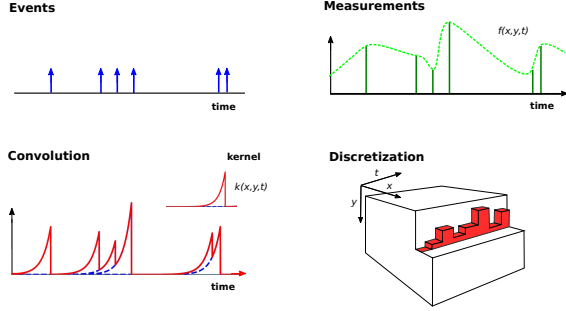 Events
time
Measurements
f(x,y,t)
time
Convolution
kernel
k(x,y,t)
time
Discretization
t
x
y